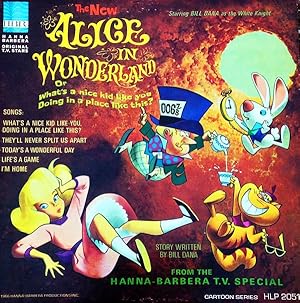 The New
Starring BILL DANA as the White Knight
ALICE
IN
WONDERLAND
HANNA
BARBERA
ORIGINAL
T.V. STARS
Or
What's a nice kid like you
Doing in a place like this?
SONGS:
WHAT'S A NICE KID LIKE YOU,
DOING IN A PLACE LIKE THIS?
THEY'LL NEVER SPLIT US APART
TODAY'S A WONDERFUL DAY
LIFE'S A GAME
I'M HOME
STORY WRITTEN
BY BILL DANA
FROM THE
HANNA-BARBERA T.V. SPECIAL
CARTOON SERIES HLP 2051